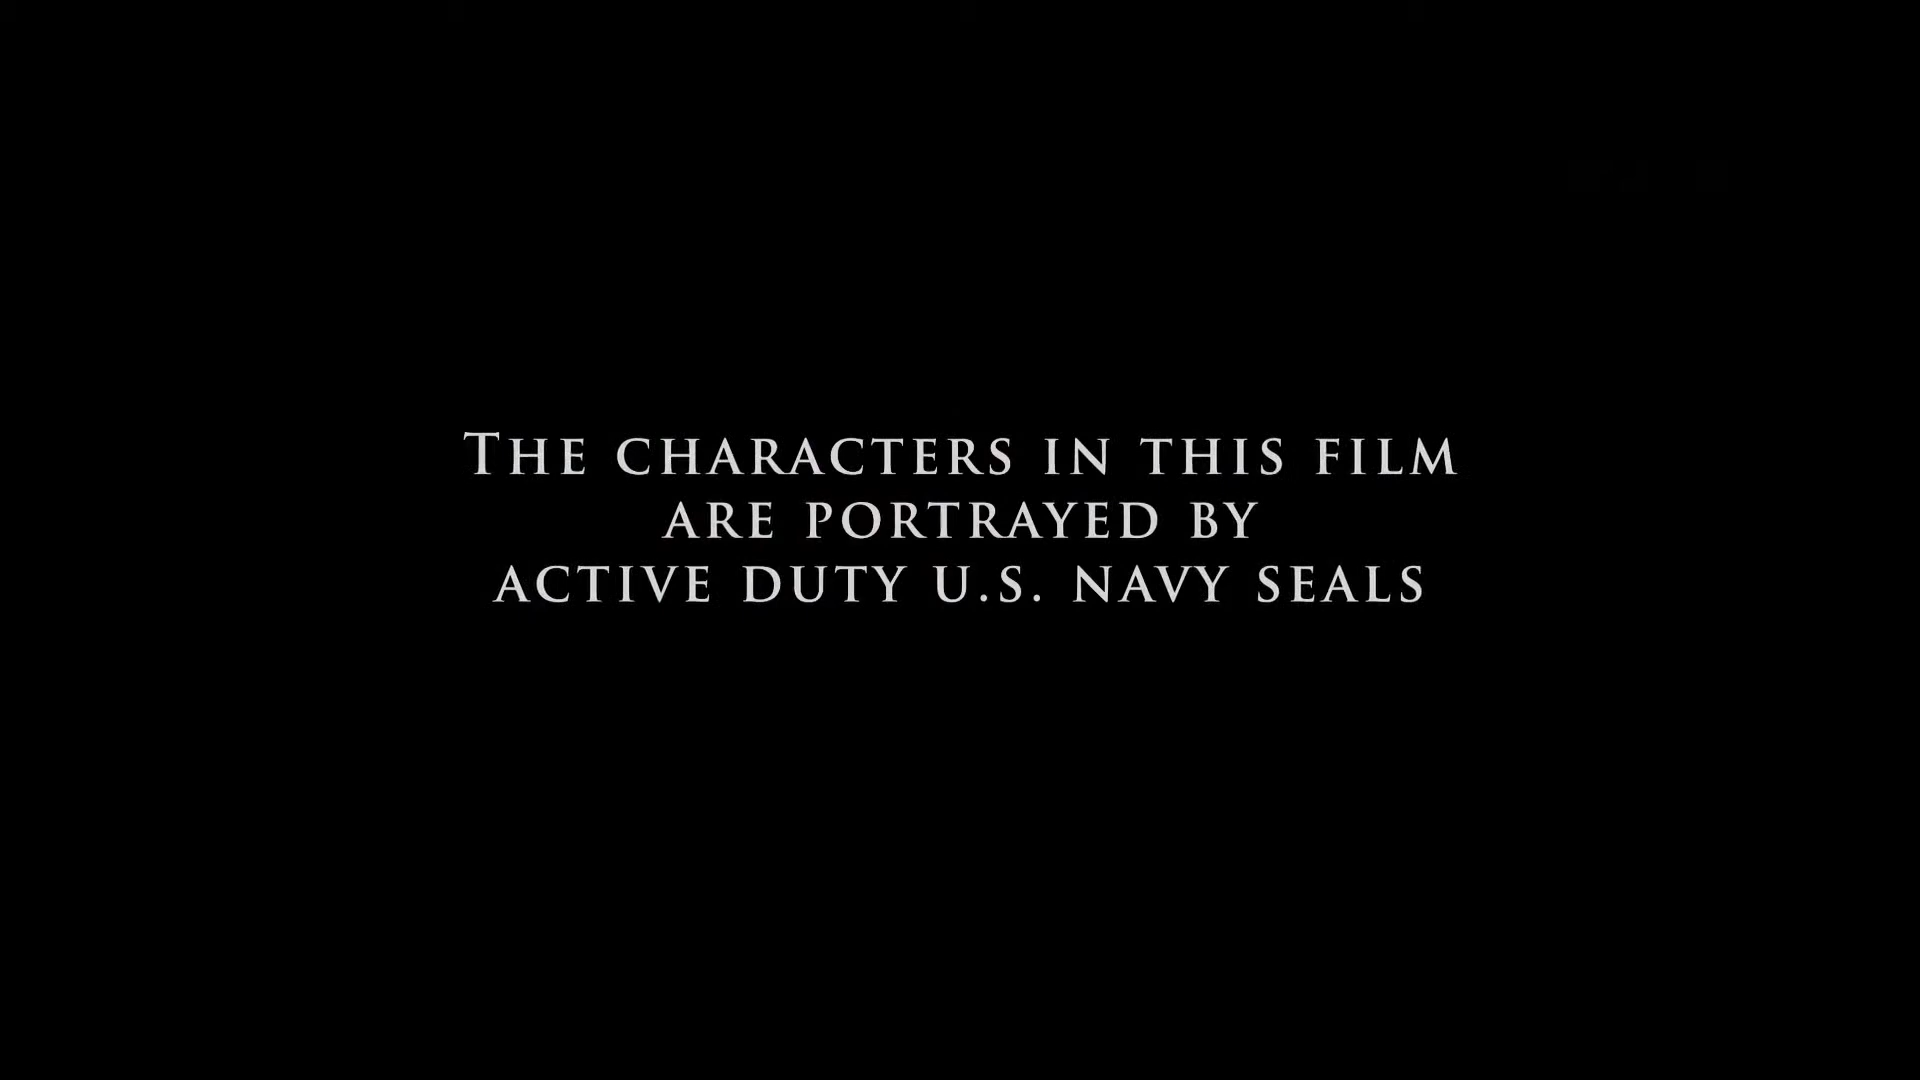 The characters in this film
are portrayed by
active duty U.S. Navy SEALs